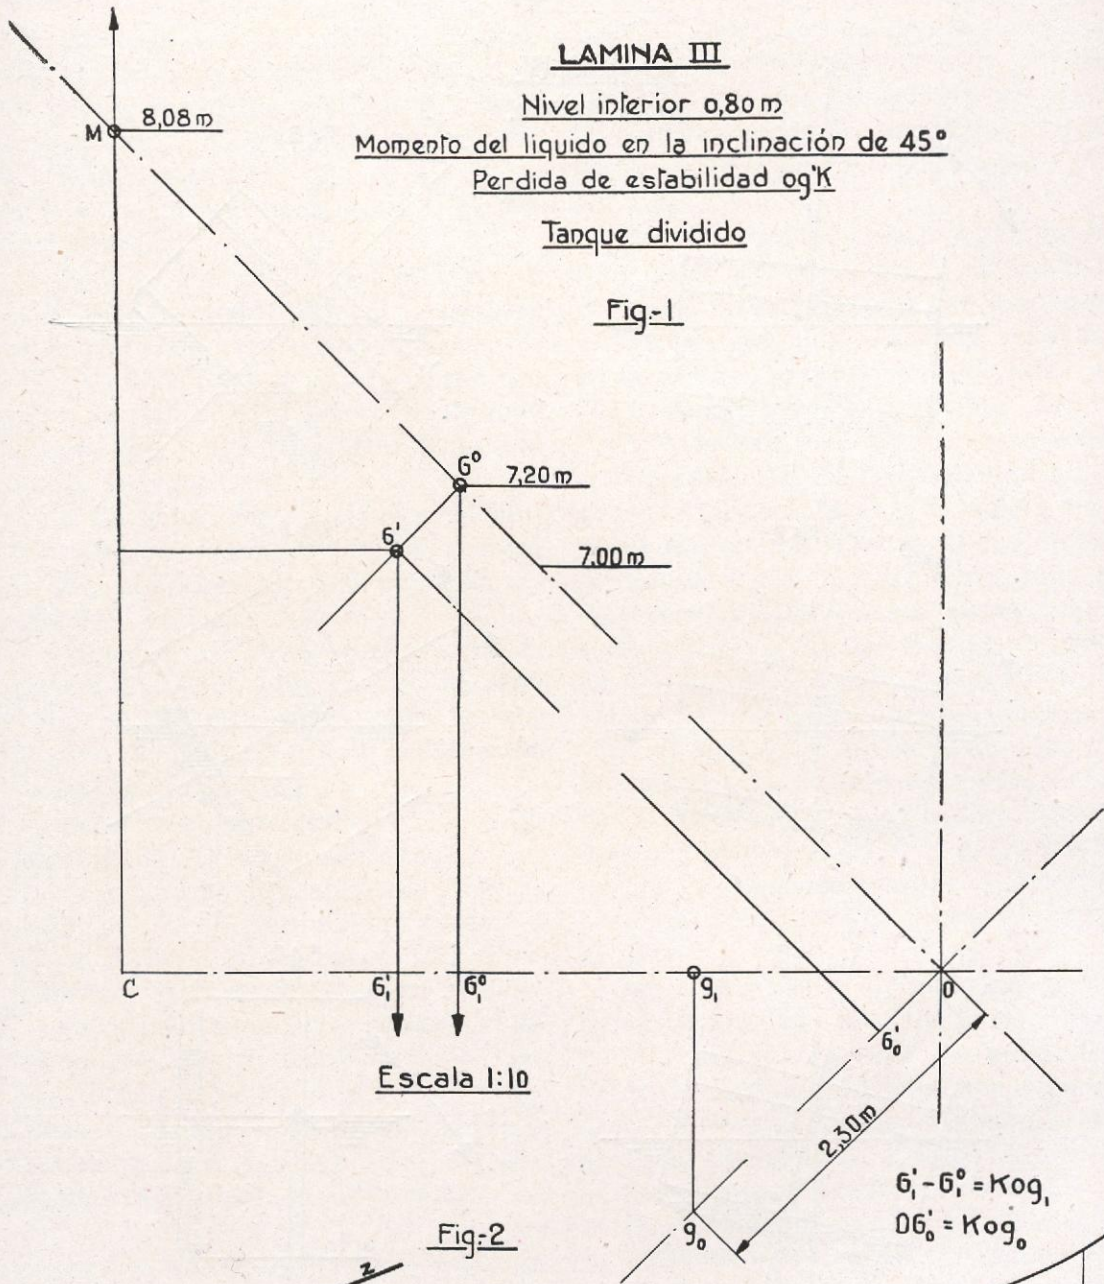 LAMINA III
Nivel interior 0,80 m
Momento del liquido en la inclinación de 45°
Perdida de estabilidad og'K
Tanque dividido
Fig.-1
M
8,08 m
G°
7,20 m
G'
7.00 m
C
G'₁
G°₁
g₁
O
G'₀
Escala 1:10
2,30 m
g₀
G'₁-G°₁ = Kog₁
OG'₀ = Kog₀
Fig-2
z